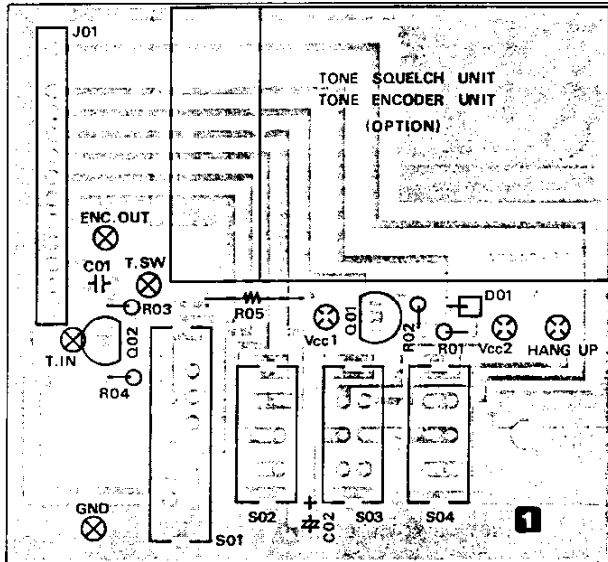 J01
TONE SQUELCH UNIT
TONE ENCODER UNIT
(OPTION)
ENC.OUT
C01
T.SW
R03
R05
Vcc1
Q01
R02
D01
R01
Vcc2
HANG UP
T.IN
Q02
R04
GND
S01
S02
C02
S03
S04
1